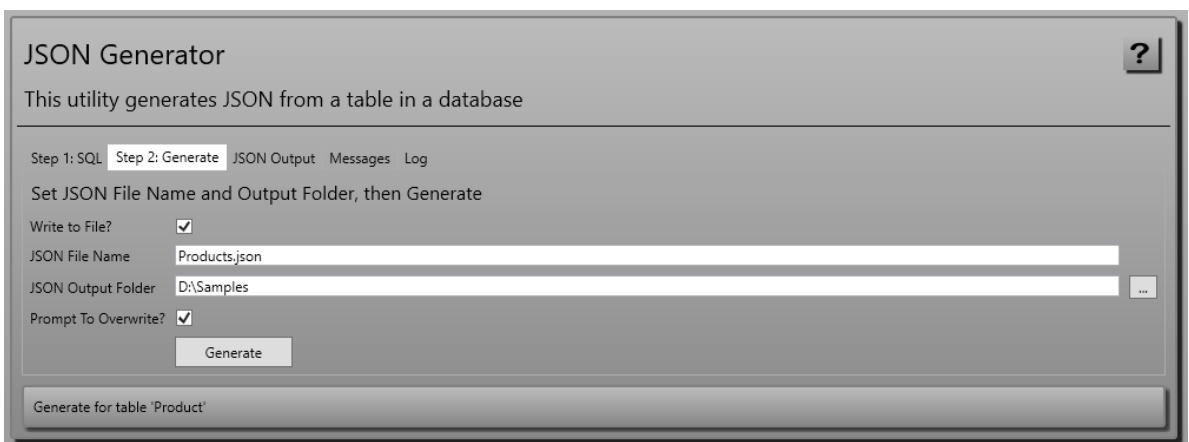 JSON Generator
?
This utility generates JSON from a table in a database
Step 1: SQL Step 2: Generate JSON Output Messages Log
Set JSON File Name and Output Folder, then Generate
Write to File?
JSON File Name Products.json
JSON Output Folder D:\Samples ...
Prompt To Overwrite?
Generate
Generate for table 'Product'